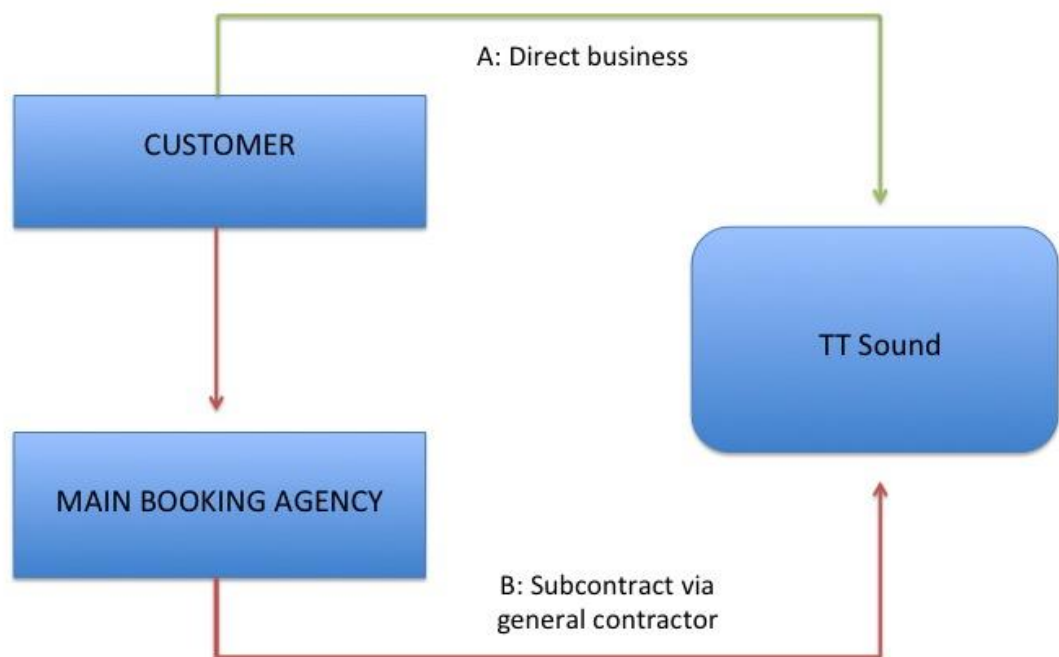 A: Direct business
CUSTOMER
TT Sound
MAIN BOOKING AGENCY
B: Subcontract via
general contractor